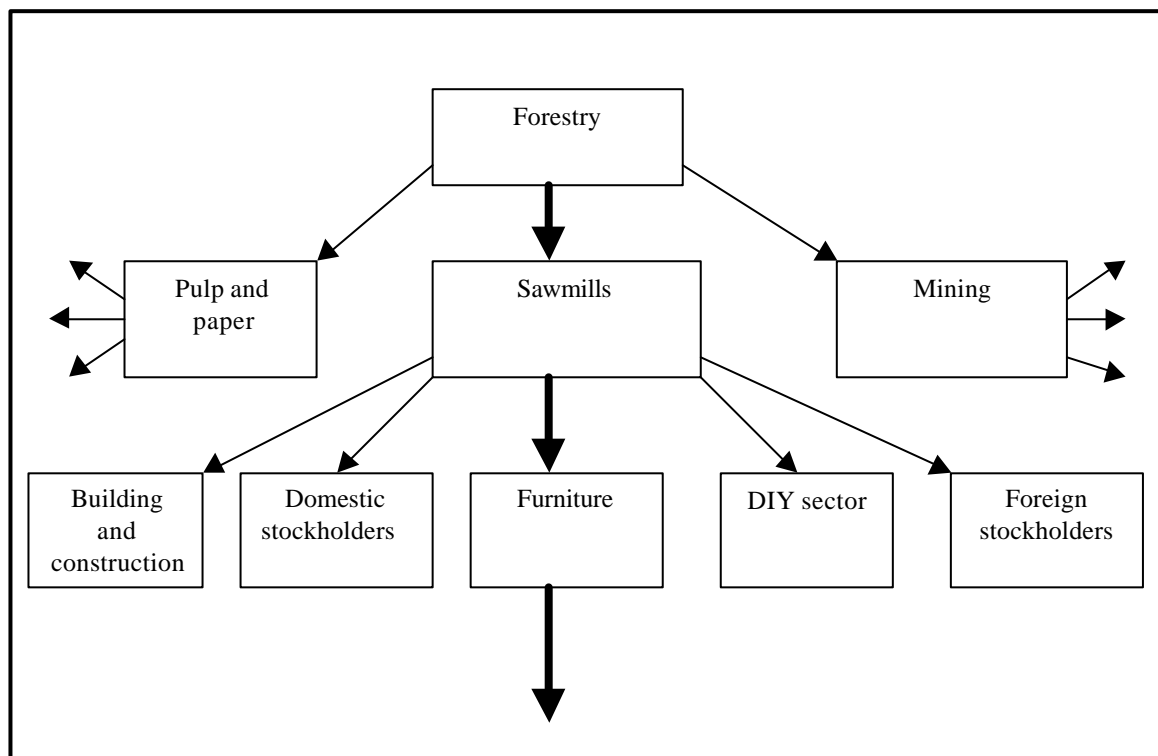 Forestry
Pulp and
paper
Sawmills
Mining
Building
and
construction
Domestic
stockholders
Furniture
DIY sector
Foreign
stockholders